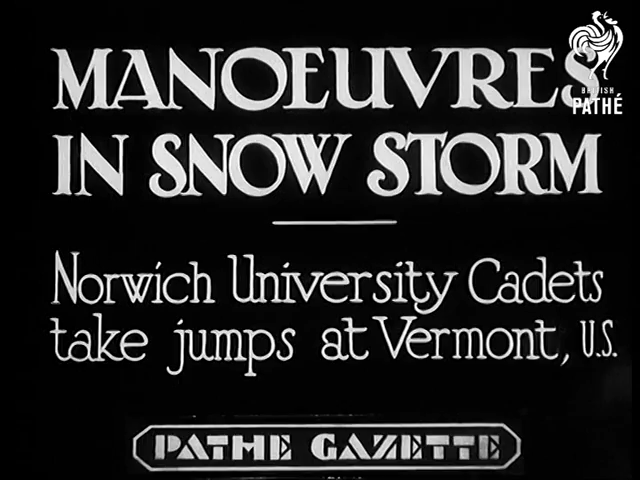 MANOEUVRES
IN SNOW STORM
Norwich University Cadets
take jumps at Vermont, U.S.
PATHE GAZETTE
BRITISH
PATHÉ